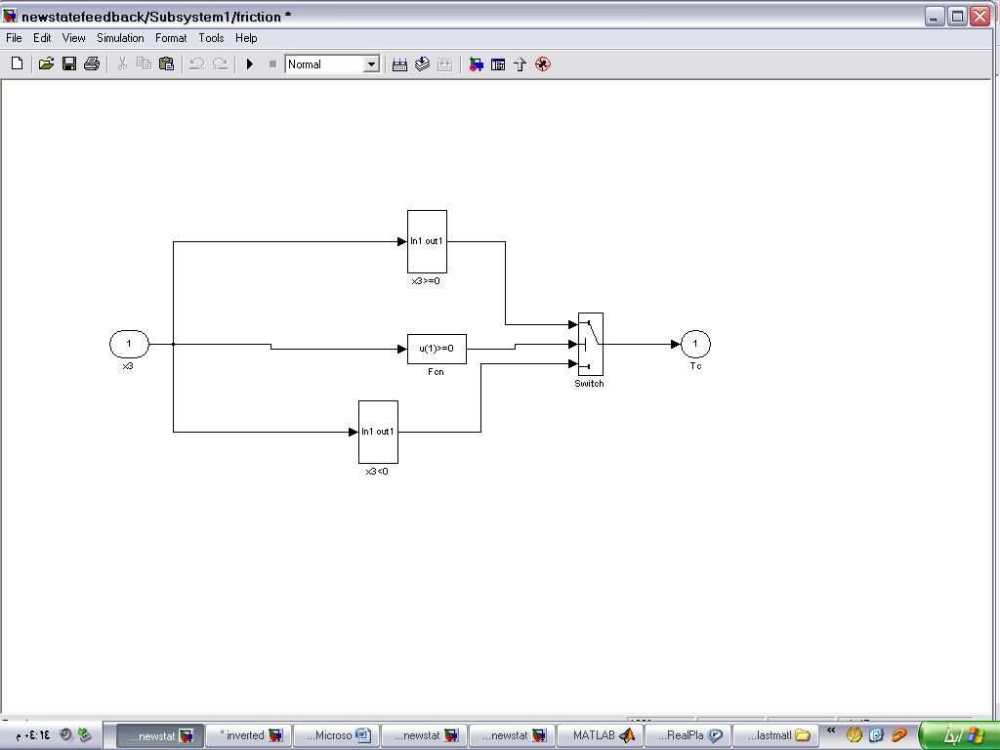 newstatefeedback/Subsystem1/friction *
File Edit View Simulation Format Tools Help
Normal
In1 out1
x3>=0
1
x3
u(1)>=0
Fcn
Switch
1
Tc
In1 out1
x3<0
٠٤:١٤ م
...newstat
* inverted
...Microso
...newstat
...newstat
MATLAB
...RealPla
...lastmatl
«
ابدأ